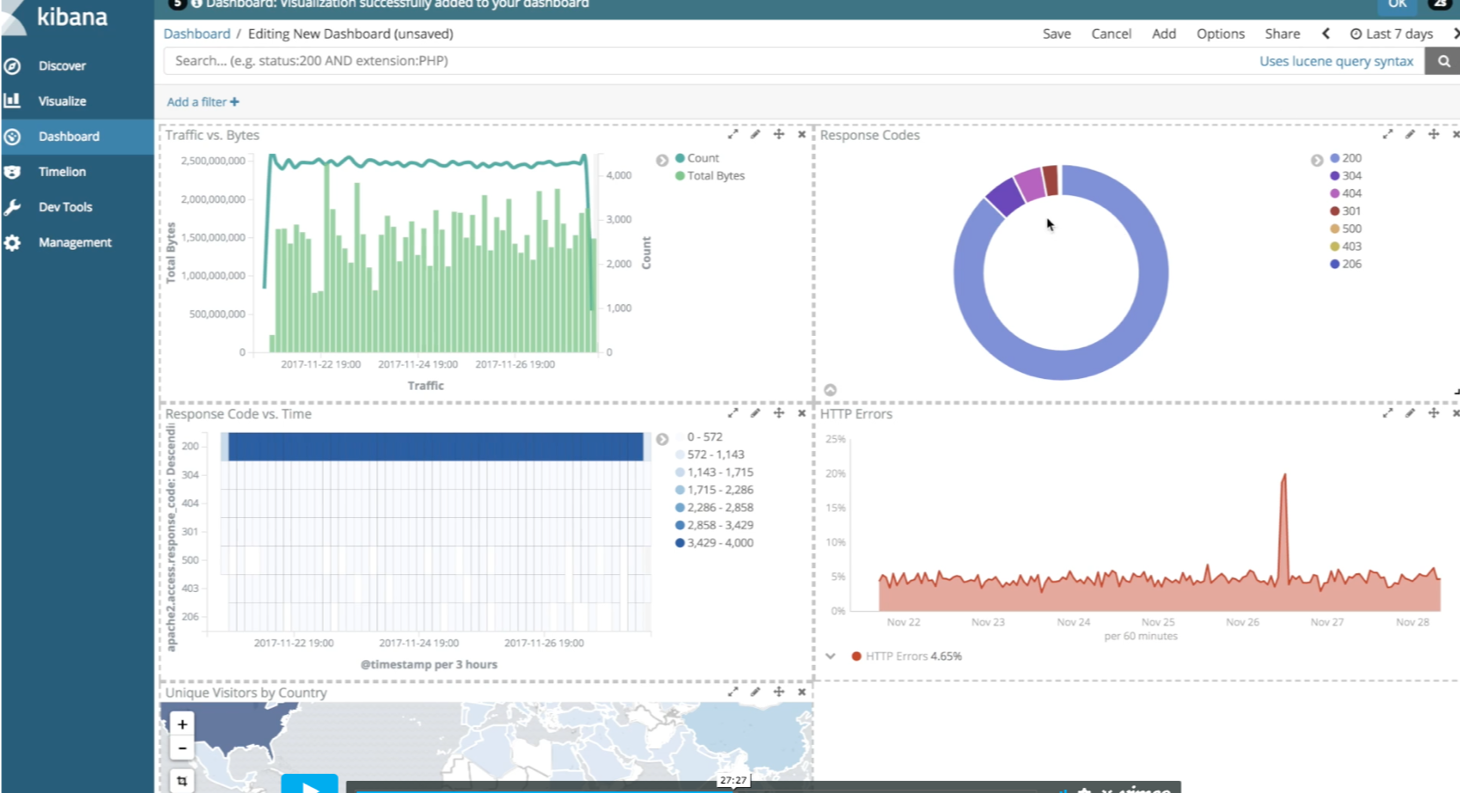 kibana
5 Dashboard: Visualization successfully added to your dashboard
OK
Dashboard / Editing New Dashboard (unsaved)
Save Cancel Add Options Share Last 7 days
Search... (e.g. status:200 AND extension:PHP)
Uses lucene query syntax
Add a filter
Discover
Visualize
Dashboard
Timelion
Dev Tools
Management
Traffic vs. Bytes
Total Bytes
2,500,000,000
2,000,000,000
1,500,000,000
1,000,000,000
500,000,000
0
4,000
3,000
2,000
1,000
0
Count
2017-11-22 19:00 2017-11-24 19:00 2017-11-26 19:00
Traffic
Count
Total Bytes
Response Codes
200
304
404
301
500
403
206
Response Code vs. Time
apache2.access.response_code: Descendi
200
304
404
301
500
403
206
2017-11-22 19:00 2017-11-24 19:00 2017-11-26 19:00
@timestamp per 3 hours
0 - 572
572 - 1,143
1,143 - 1,715
1,715 - 2,286
2,286 - 2,858
2,858 - 3,429
3,429 - 4,000
HTTP Errors
25%
20%
15%
10%
5%
0%
Nov 22 Nov 23 Nov 24 Nov 25 Nov 26 Nov 27 Nov 28
per 60 minutes
HTTP Errors 4.65%
Unique Visitors by Country
+
−
27:27